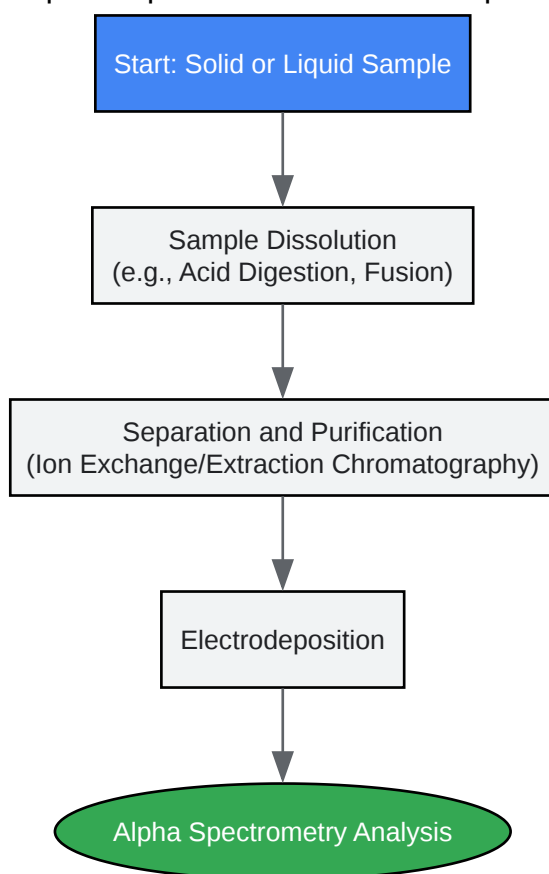 Start: Solid or Liquid Sample
Sample Dissolution
(e.g., Acid Digestion, Fusion)
Separation and Purification
(Ion Exchange/Extraction Chromatography)
Electrodeposition
Alpha Spectrometry Analysis